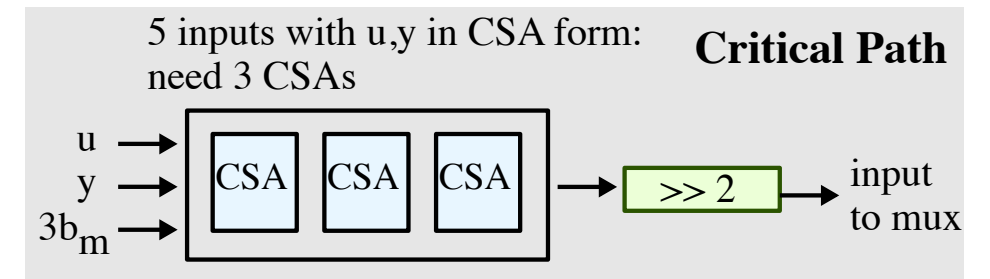 5 inputs with u,y in CSA form:
need 3 CSAs
Critical Path
u
y
3bm
CSA
CSA
CSA
>> 2
input
to mux